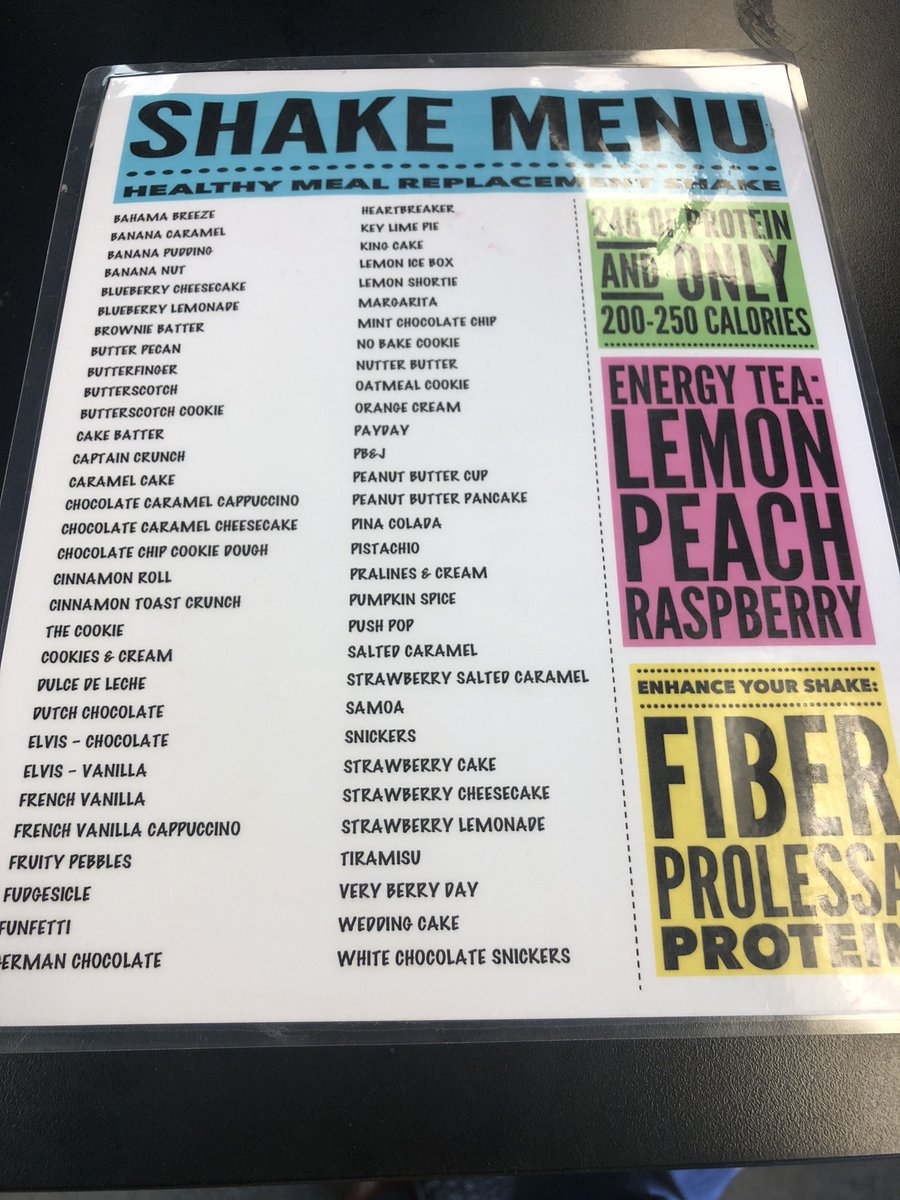 SHAKE MENU
HEALTHY MEAL REPLACEMENT SHAKE
BAHAMA BREEZE
BANANA CARAMEL
BANANA PUDDING
BANANA NUT
BLUEBERRY CHEESECAKE
BLUEBERRY LEMONADE
BROWNIE BATTER
BUTTER PECAN
BUTTERFINGER
BUTTERSCOTCH
BUTTERSCOTCH COOKIE
CAKE BATTER
CAPTAIN CRUNCH
CARAMEL CAKE
CHOCOLATE CARAMEL CAPPUCCINO
CHOCOLATE CARAMEL CHEESECAKE
CHOCOLATE CHIP COOKIE DOUGH
CINNAMON ROLL
CINNAMON TOAST CRUNCH
THE COOKIE
COOKIES & CREAM
DULCE DE LECHE
DUTCH CHOCOLATE
ELVIS - CHOCOLATE
ELVIS - VANILLA
FRENCH VANILLA
FRENCH VANILLA CAPPUCCINO
FRUITY PEBBLES
FUDGESICLE
FUNFETTI
ERMAN CHOCOLATE
HEARTBREAKER
KEY LIME PIE
KING CAKE
LEMON ICE BOX
LEMON SHORTIE
MARGARITA
MINT CHOCOLATE CHIP
NO BAKE COOKIE
NUTTER BUTTER
OATMEAL COOKIE
ORANGE CREAM
PAYDAY
PB&J
PEANUT BUTTER CUP
PEANUT BUTTER PANCAKE
PINA COLADA
PISTACHIO
PRALINES & CREAM
PUMPKIN SPICE
PUSH POP
SALTED CARAMEL
STRAWBERRY SALTED CARAMEL
SAMOA
SNICKERS
STRAWBERRY CAKE
STRAWBERRY CHEESECAKE
STRAWBERRY LEMONADE
TIRAMISU
VERY BERRY DAY
WEDDING CAKE
WHITE CHOCOLATE SNICKERS
24G OF PROTEIN
AND ONLY
200-250 CALORIES
ENERGY TEA:
LEMON
PEACH
RASPBERRY
ENHANCE YOUR SHAKE:
FIBER
PROLESSA
PROTEIN